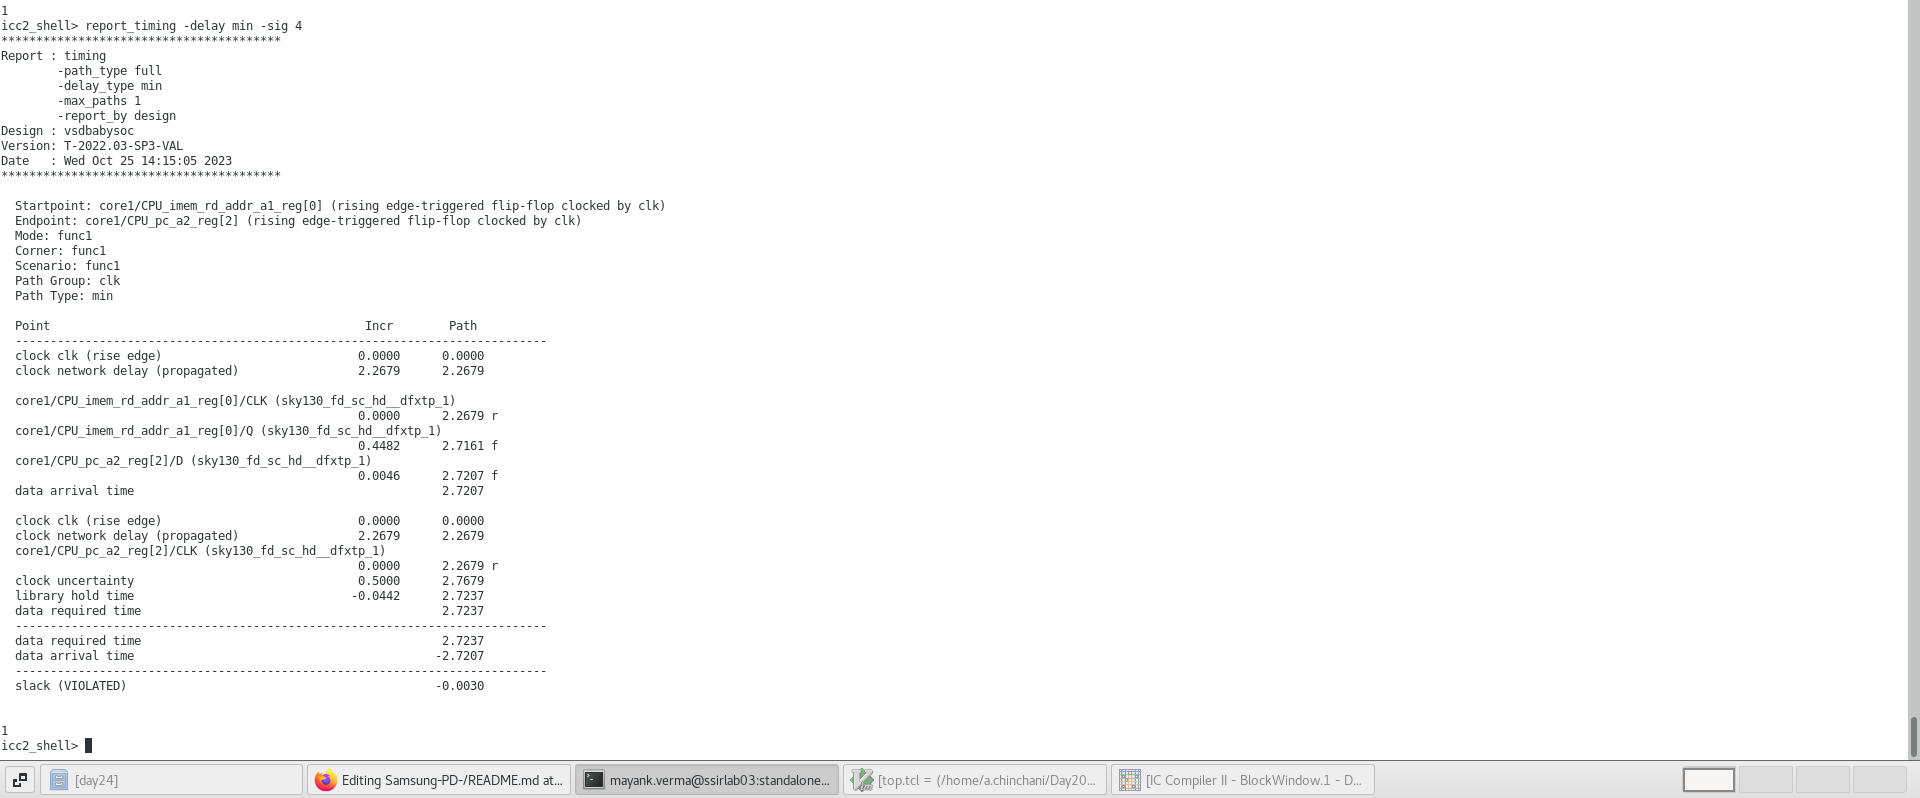 1
icc2_shell> report_timing -delay min -sig 4
****************************************
Report : timing
        -path_type full
        -delay_type min
        -max_paths 1
        -report_by design
Design : vsdbabysoc
Version: T-2022.03-SP3-VAL
Date   : Wed Oct 25 14:15:05 2023
****************************************

  Startpoint: core1/CPU_imem_rd_addr_a1_reg[0] (rising edge-triggered flip-flop clocked by clk)
  Endpoint: core1/CPU_pc_a2_reg[2] (rising edge-triggered flip-flop clocked by clk)
  Mode: func1
  Corner: func1
  Scenario: func1
  Path Group: clk
  Path Type: min

  Point                                             Incr        Path
  ----------------------------------------------------------------------------
  clock clk (rise edge)                            0.0000      0.0000
  clock network delay (propagated)                 2.2679      2.2679

  core1/CPU_imem_rd_addr_a1_reg[0]/CLK (sky130_fd_sc_hd__dfxtp_1)
                                                   0.0000      2.2679 r
  core1/CPU_imem_rd_addr_a1_reg[0]/Q (sky130_fd_sc_hd__dfxtp_1)
                                                   0.4482      2.7161 f
  core1/CPU_pc_a2_reg[2]/D (sky130_fd_sc_hd__dfxtp_1)
                                                   0.0046      2.7207 f
  data arrival time                                            2.7207

  clock clk (rise edge)                            0.0000      0.0000
  clock network delay (propagated)                 2.2679      2.2679
  core1/CPU_pc_a2_reg[2]/CLK (sky130_fd_sc_hd__dfxtp_1)
                                                   0.0000      2.2679 r
  clock uncertainty                                0.5000      2.7679
  library hold time                               -0.0442      2.7237
  data required time                                           2.7237
  ----------------------------------------------------------------------------
  data required time                                           2.7237
  data arrival time                                           -2.7207
  ----------------------------------------------------------------------------
  slack (VIOLATED)                                            -0.0030

1
icc2_shell>
[day24]
Editing Samsung-PD-/README.md at...
mayank.verma@ssirlab03:standalone...
[top.tcl = (/home/a.chinchani/Day20...
[IC Compiler II - BlockWindow.1 - D...